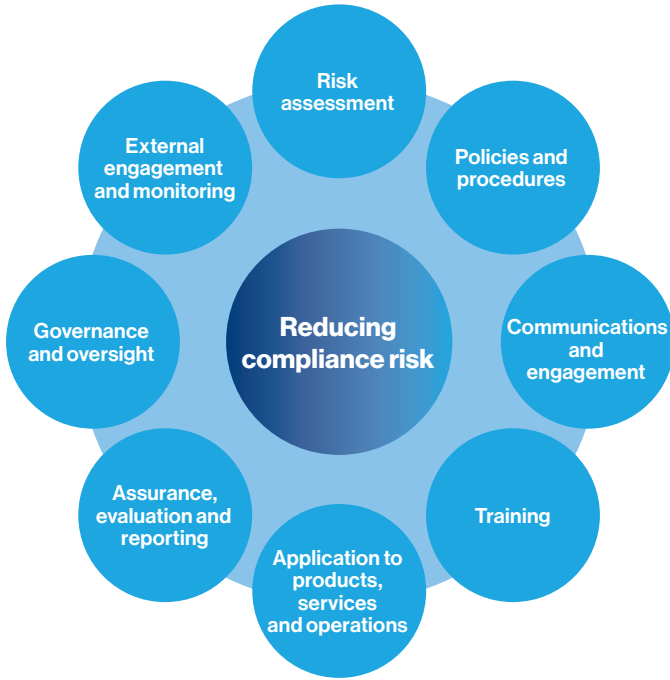 Risk
assessment
Policies and
procedures
Communications
and
engagement
Training
Application to
products,
services
and operations
Assurance,
evaluation and
reporting
Governance
and oversight
External
engagement
and monitoring
Reducing
compliance risk